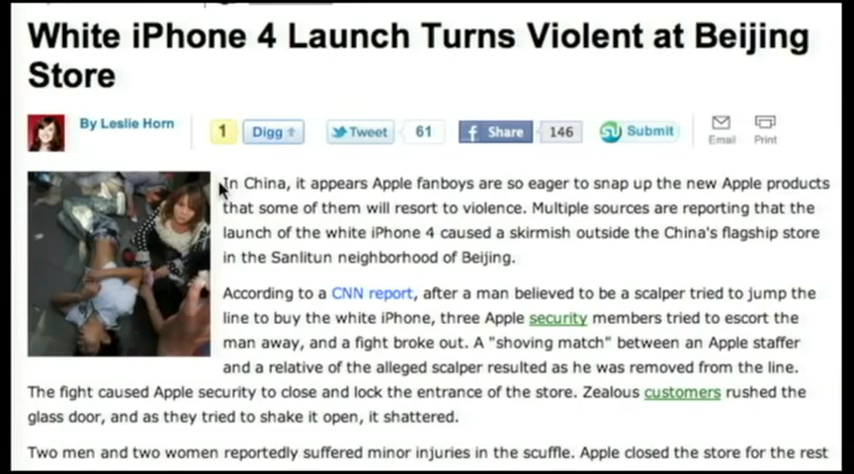 White iPhone 4 Launch Turns Violent at Beijing
Store
By Leslie Horn
1 Digg
Tweet 61
Share 146
Submit
Email
Print
In China, it appears Apple fanboys are so eager to snap up the new Apple products
that some of them will resort to violence. Multiple sources are reporting that the
launch of the white iPhone 4 caused a skirmish outside the China's flagship store
in the Sanlitun neighborhood of Beijing.
According to a CNN report, after a man believed to be a scalper tried to jump the
line to buy the white iPhone, three Apple security members tried to escort the
man away, and a fight broke out. A "shoving match" between an Apple staffer
and a relative of the alleged scalper resulted as he was removed from the line.
The fight caused Apple security to close and lock the entrance of the store. Zealous customers rushed the
glass door, and as they tried to shake it open, it shattered.
Two men and two women reportedly suffered minor injuries in the scuffle. Apple closed the store for the rest